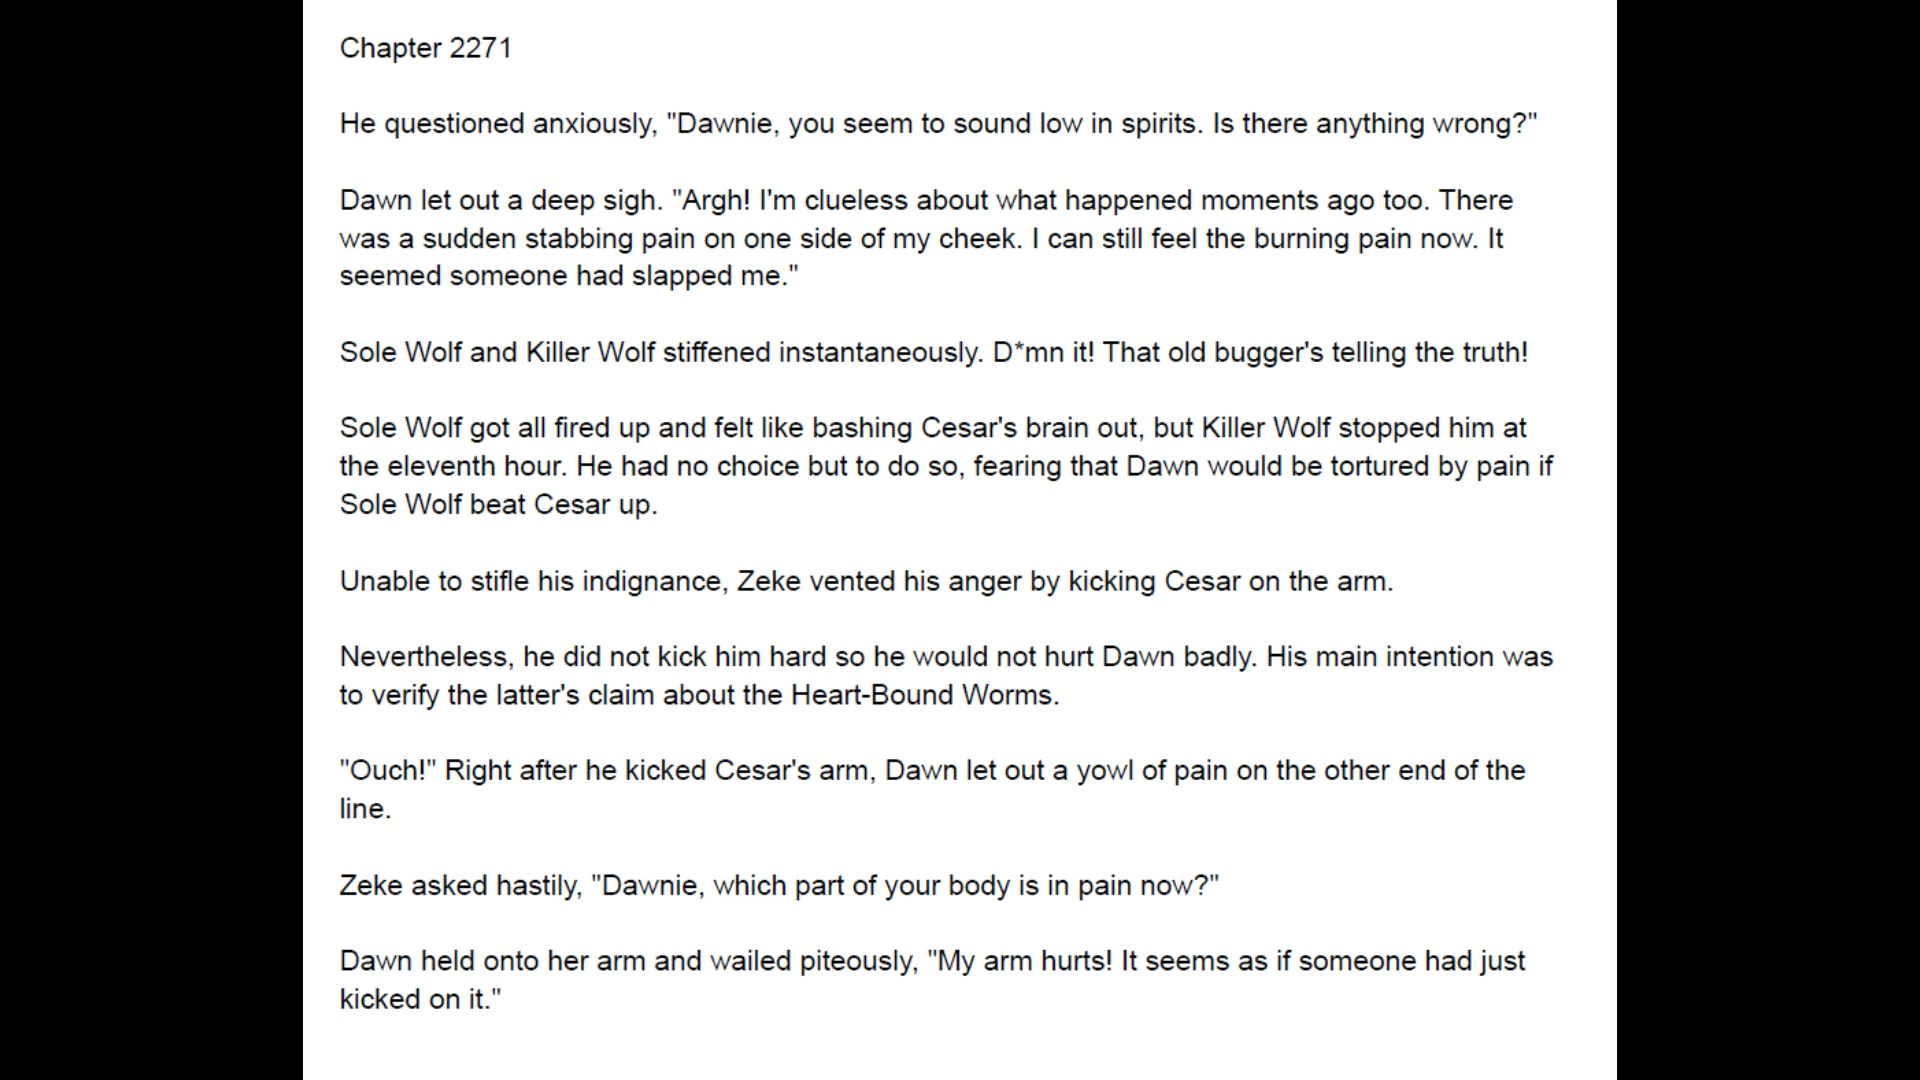 Chapter 2271
He questioned anxiously, "Dawnie, you seem to sound low in spirits. Is there anything wrong?"
Dawn let out a deep sigh. "Argh! I'm clueless about what happened moments ago too. There
was a sudden stabbing pain on one side of my cheek. I can still feel the burning pain now. It
seemed someone had slapped me."
Sole Wolf and Killer Wolf stiffened instantaneously. D*mn it! That old bugger's telling the truth!
Sole Wolf got all fired up and felt like bashing Cesar's brain out, but Killer Wolf stopped him at
the eleventh hour. He had no choice but to do so, fearing that Dawn would be tortured by pain if
Sole Wolf beat Cesar up.
Unable to stifle his indignance, Zeke vented his anger by kicking Cesar on the arm.
Nevertheless, he did not kick him hard so he would not hurt Dawn badly. His main intention was
to verify the latter's claim about the Heart-Bound Worms.
"Ouch!" Right after he kicked Cesar's arm, Dawn let out a yowl of pain on the other end of the
line.
Zeke asked hastily, "Dawnie, which part of your body is in pain now?"
Dawn held onto her arm and wailed piteously, "My arm hurts! It seems as if someone had just
kicked on it."